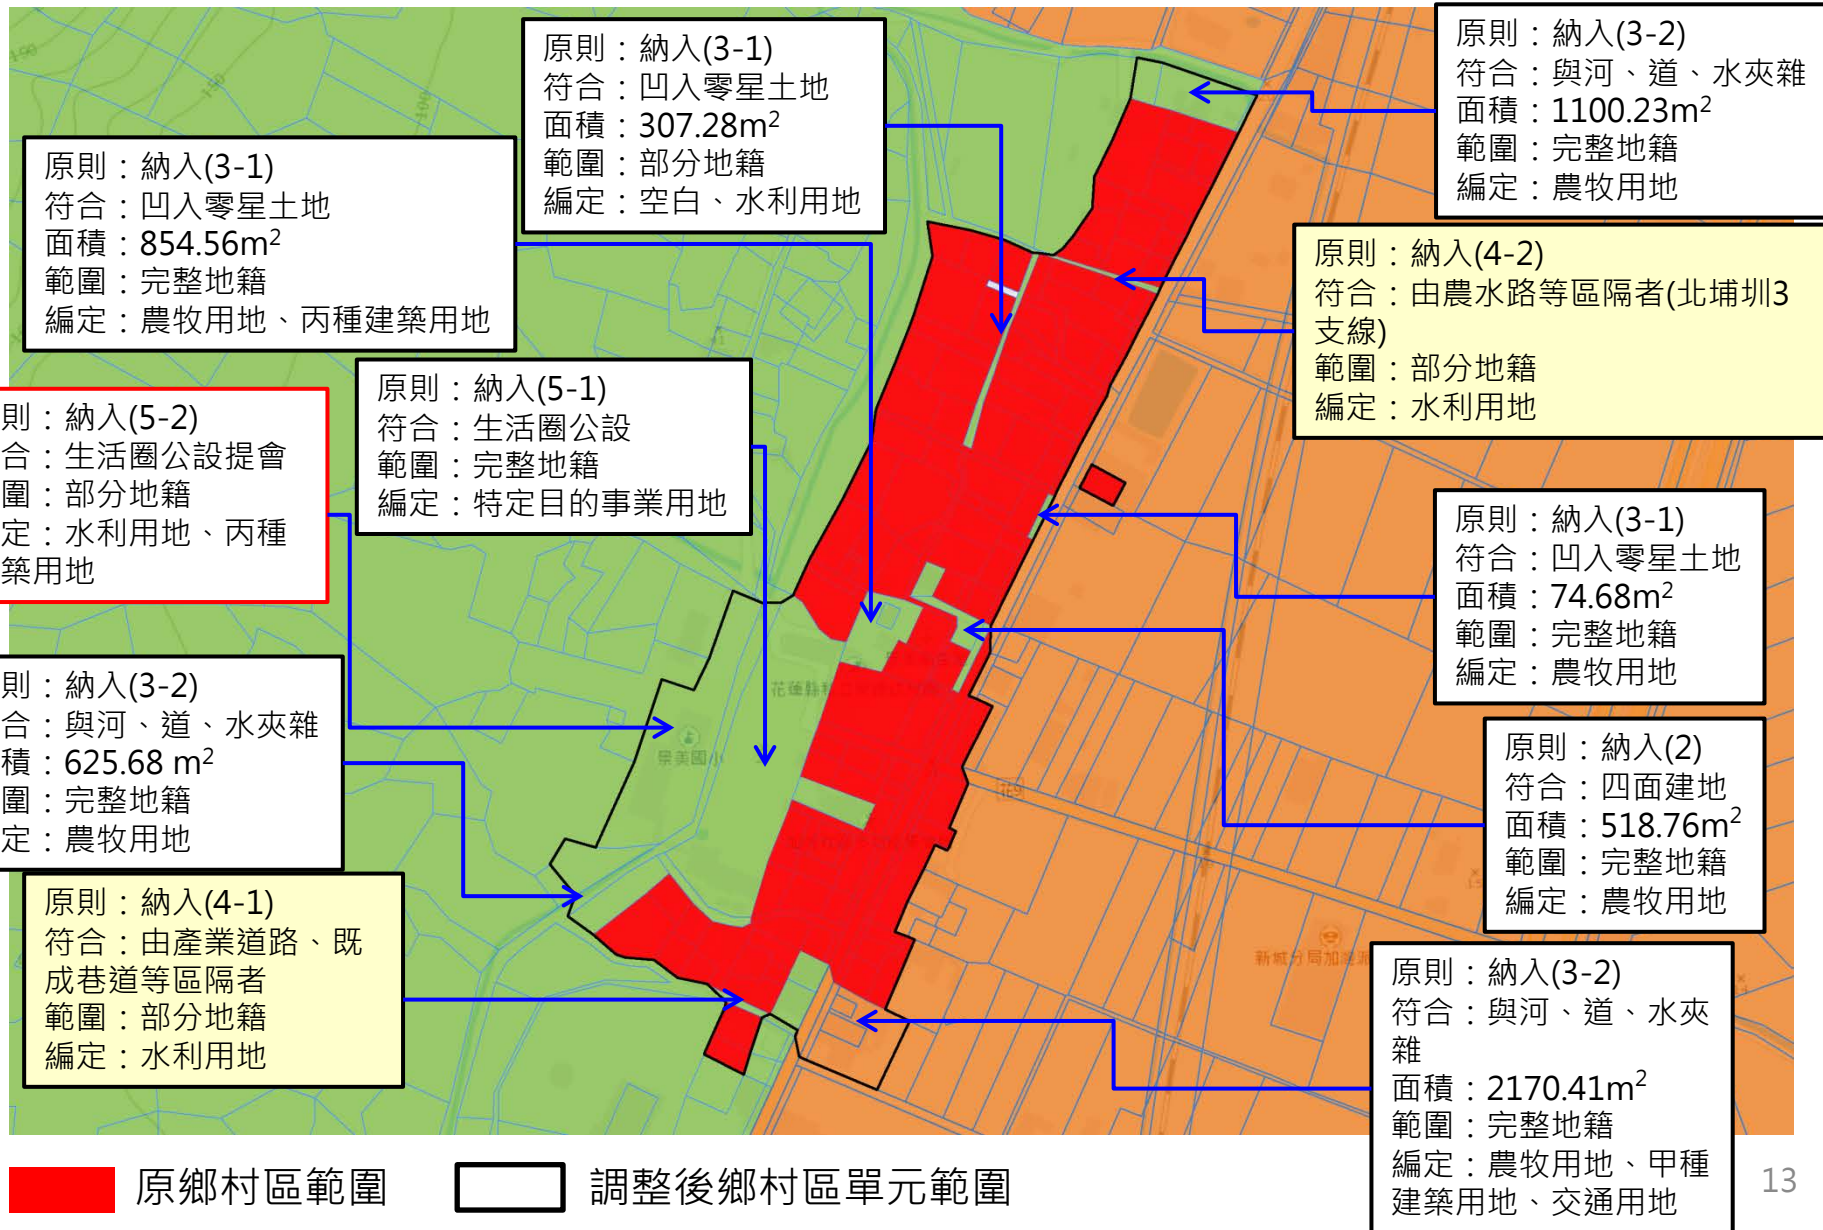 原則：納入(3-1)
符合：凹入零星土地
面積：307.28m²
範圍：部分地籍
編定：空白、水利用地
原則：納入(3-2)
符合：與河、道、水夾雜
面積：1100.23m²
範圍：完整地籍
編定：農牧用地
原則：納入(3-1)
符合：凹入零星土地
面積：854.56m²
範圍：完整地籍
編定：農牧用地、丙種建築用地
原則：納入(4-2)
符合：由農水路等區隔者(北埔圳3
支線)
範圍：部分地籍
編定：水利用地
則：納入(5-2)
合：生活圈公設提會
圍：部分地籍
定：水利用地、丙種
築用地
原則：納入(5-1)
符合：生活圈公設
範圍：完整地籍
編定：特定目的事業用地
原則：納入(3-1)
符合：凹入零星土地
面積：74.68m²
範圍：完整地籍
編定：農牧用地
則：納入(3-2)
合：與河、道、水夾雜
積：625.68 m²
圍：完整地籍
定：農牧用地
花蓮縣
景美國小
原則：納入(2)
符合：四面建地
面積：518.76m²
範圍：完整地籍
編定：農牧用地
原則：納入(4-1)
符合：由產業道路、既
成巷道等區隔者
範圍：部分地籍
編定：水利用地
新城分局加灣派
原則：納入(3-2)
符合：與河、道、水夾
雜
面積：2170.41m²
範圍：完整地籍
編定：農牧用地、甲種
建築用地、交通用地
原鄉村區範圍
調整後鄉村區單元範圍
13